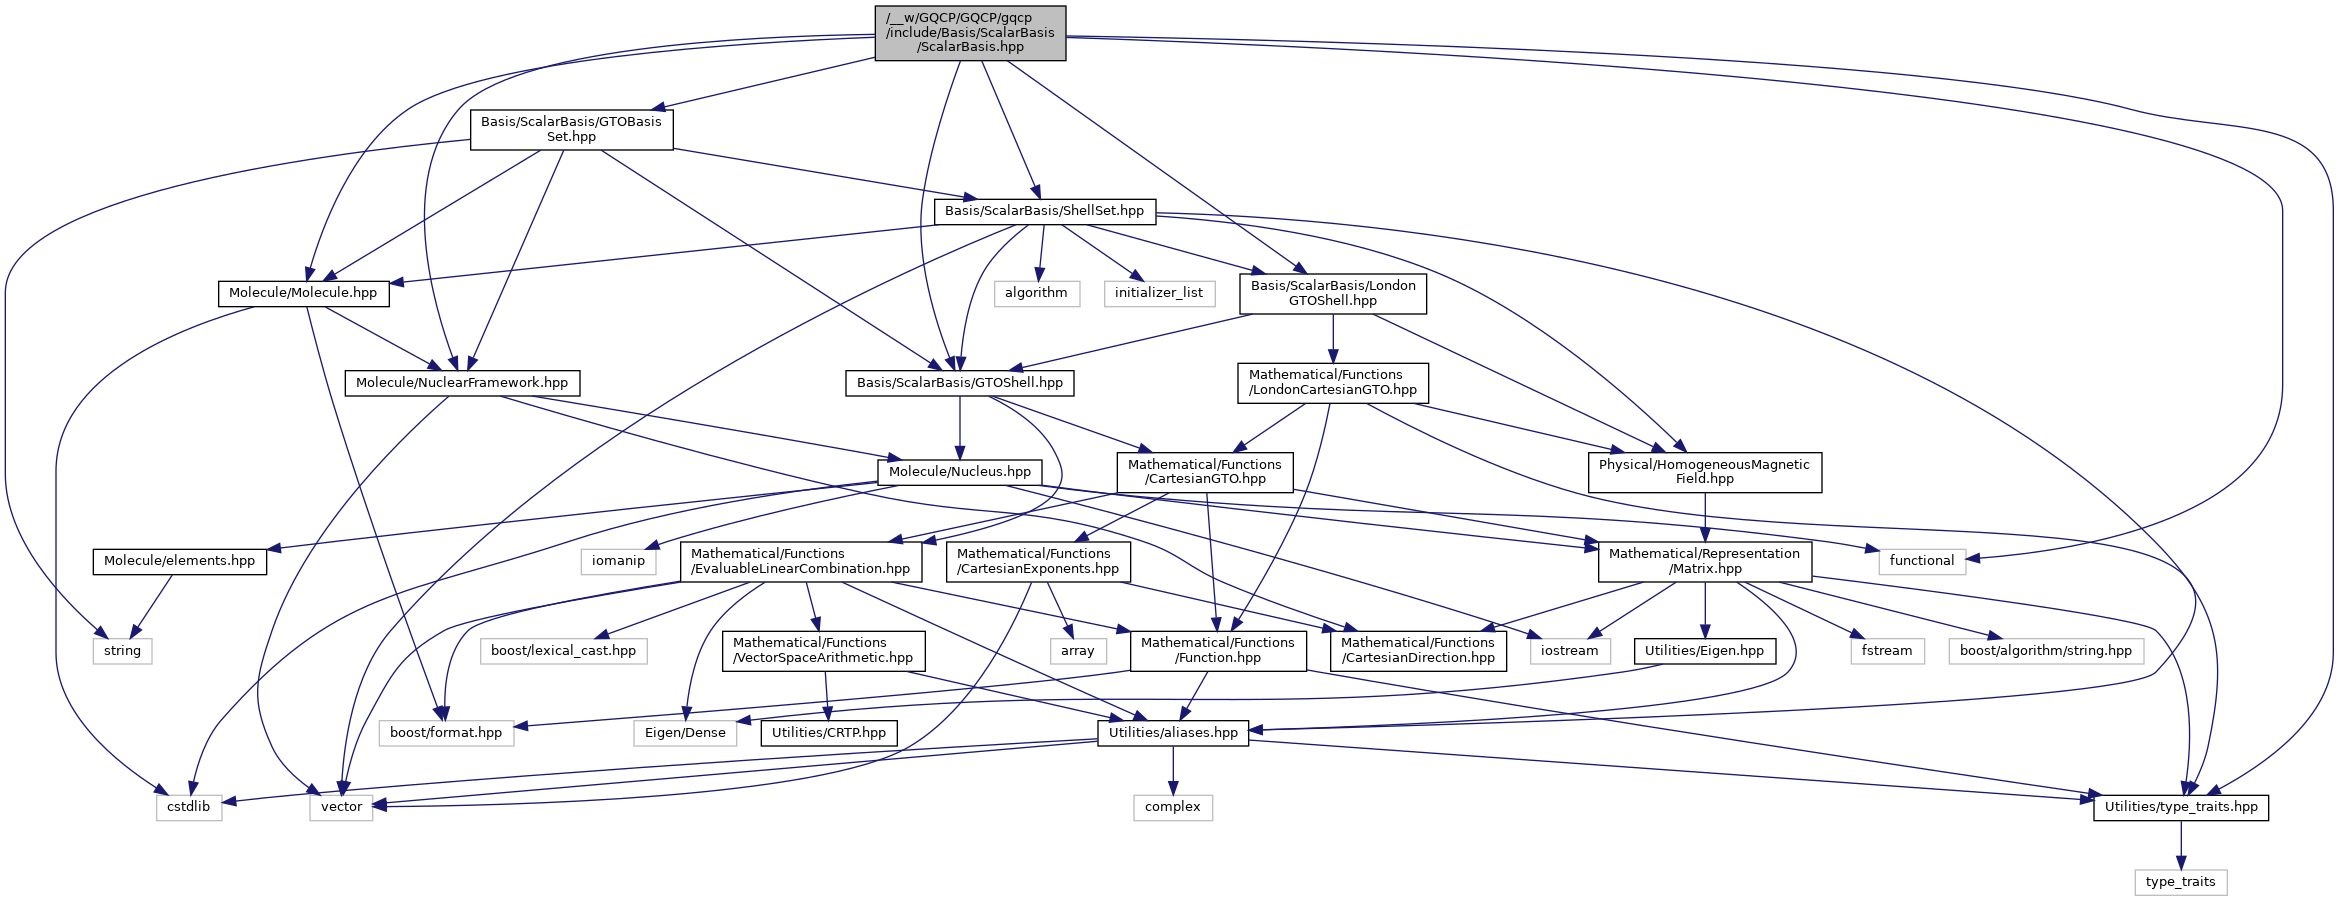 /__w/GQCP/GQCP/gqcp
/include/Basis/ScalarBasis
/ScalarBasis.hpp
Basis/ScalarBasis/GTOBasis
Set.hpp
Basis/ScalarBasis/ShellSet.hpp
Molecule/Molecule.hpp
algorithm
initializer_list
Basis/ScalarBasis/London
GTOShell.hpp
Molecule/NuclearFramework.hpp
Basis/ScalarBasis/GTOShell.hpp
Mathematical/Functions
/LondonCartesianGTO.hpp
Molecule/Nucleus.hpp
Mathematical/Functions
/CartesianGTO.hpp
Physical/HomogeneousMagnetic
Field.hpp
Molecule/elements.hpp
iomanip
Mathematical/Functions
/EvaluableLinearCombination.hpp
Mathematical/Functions
/CartesianExponents.hpp
Mathematical/Representation
/Matrix.hpp
functional
string
boost/lexical_cast.hpp
Mathematical/Functions
/VectorSpaceArithmetic.hpp
array
Mathematical/Functions
/Function.hpp
Mathematical/Functions
/CartesianDirection.hpp
iostream
Utilities/Eigen.hpp
fstream
boost/algorithm/string.hpp
boost/format.hpp
Eigen/Dense
Utilities/CRTP.hpp
Utilities/aliases.hpp
cstdlib
vector
complex
Utilities/type_traits.hpp
type_traits